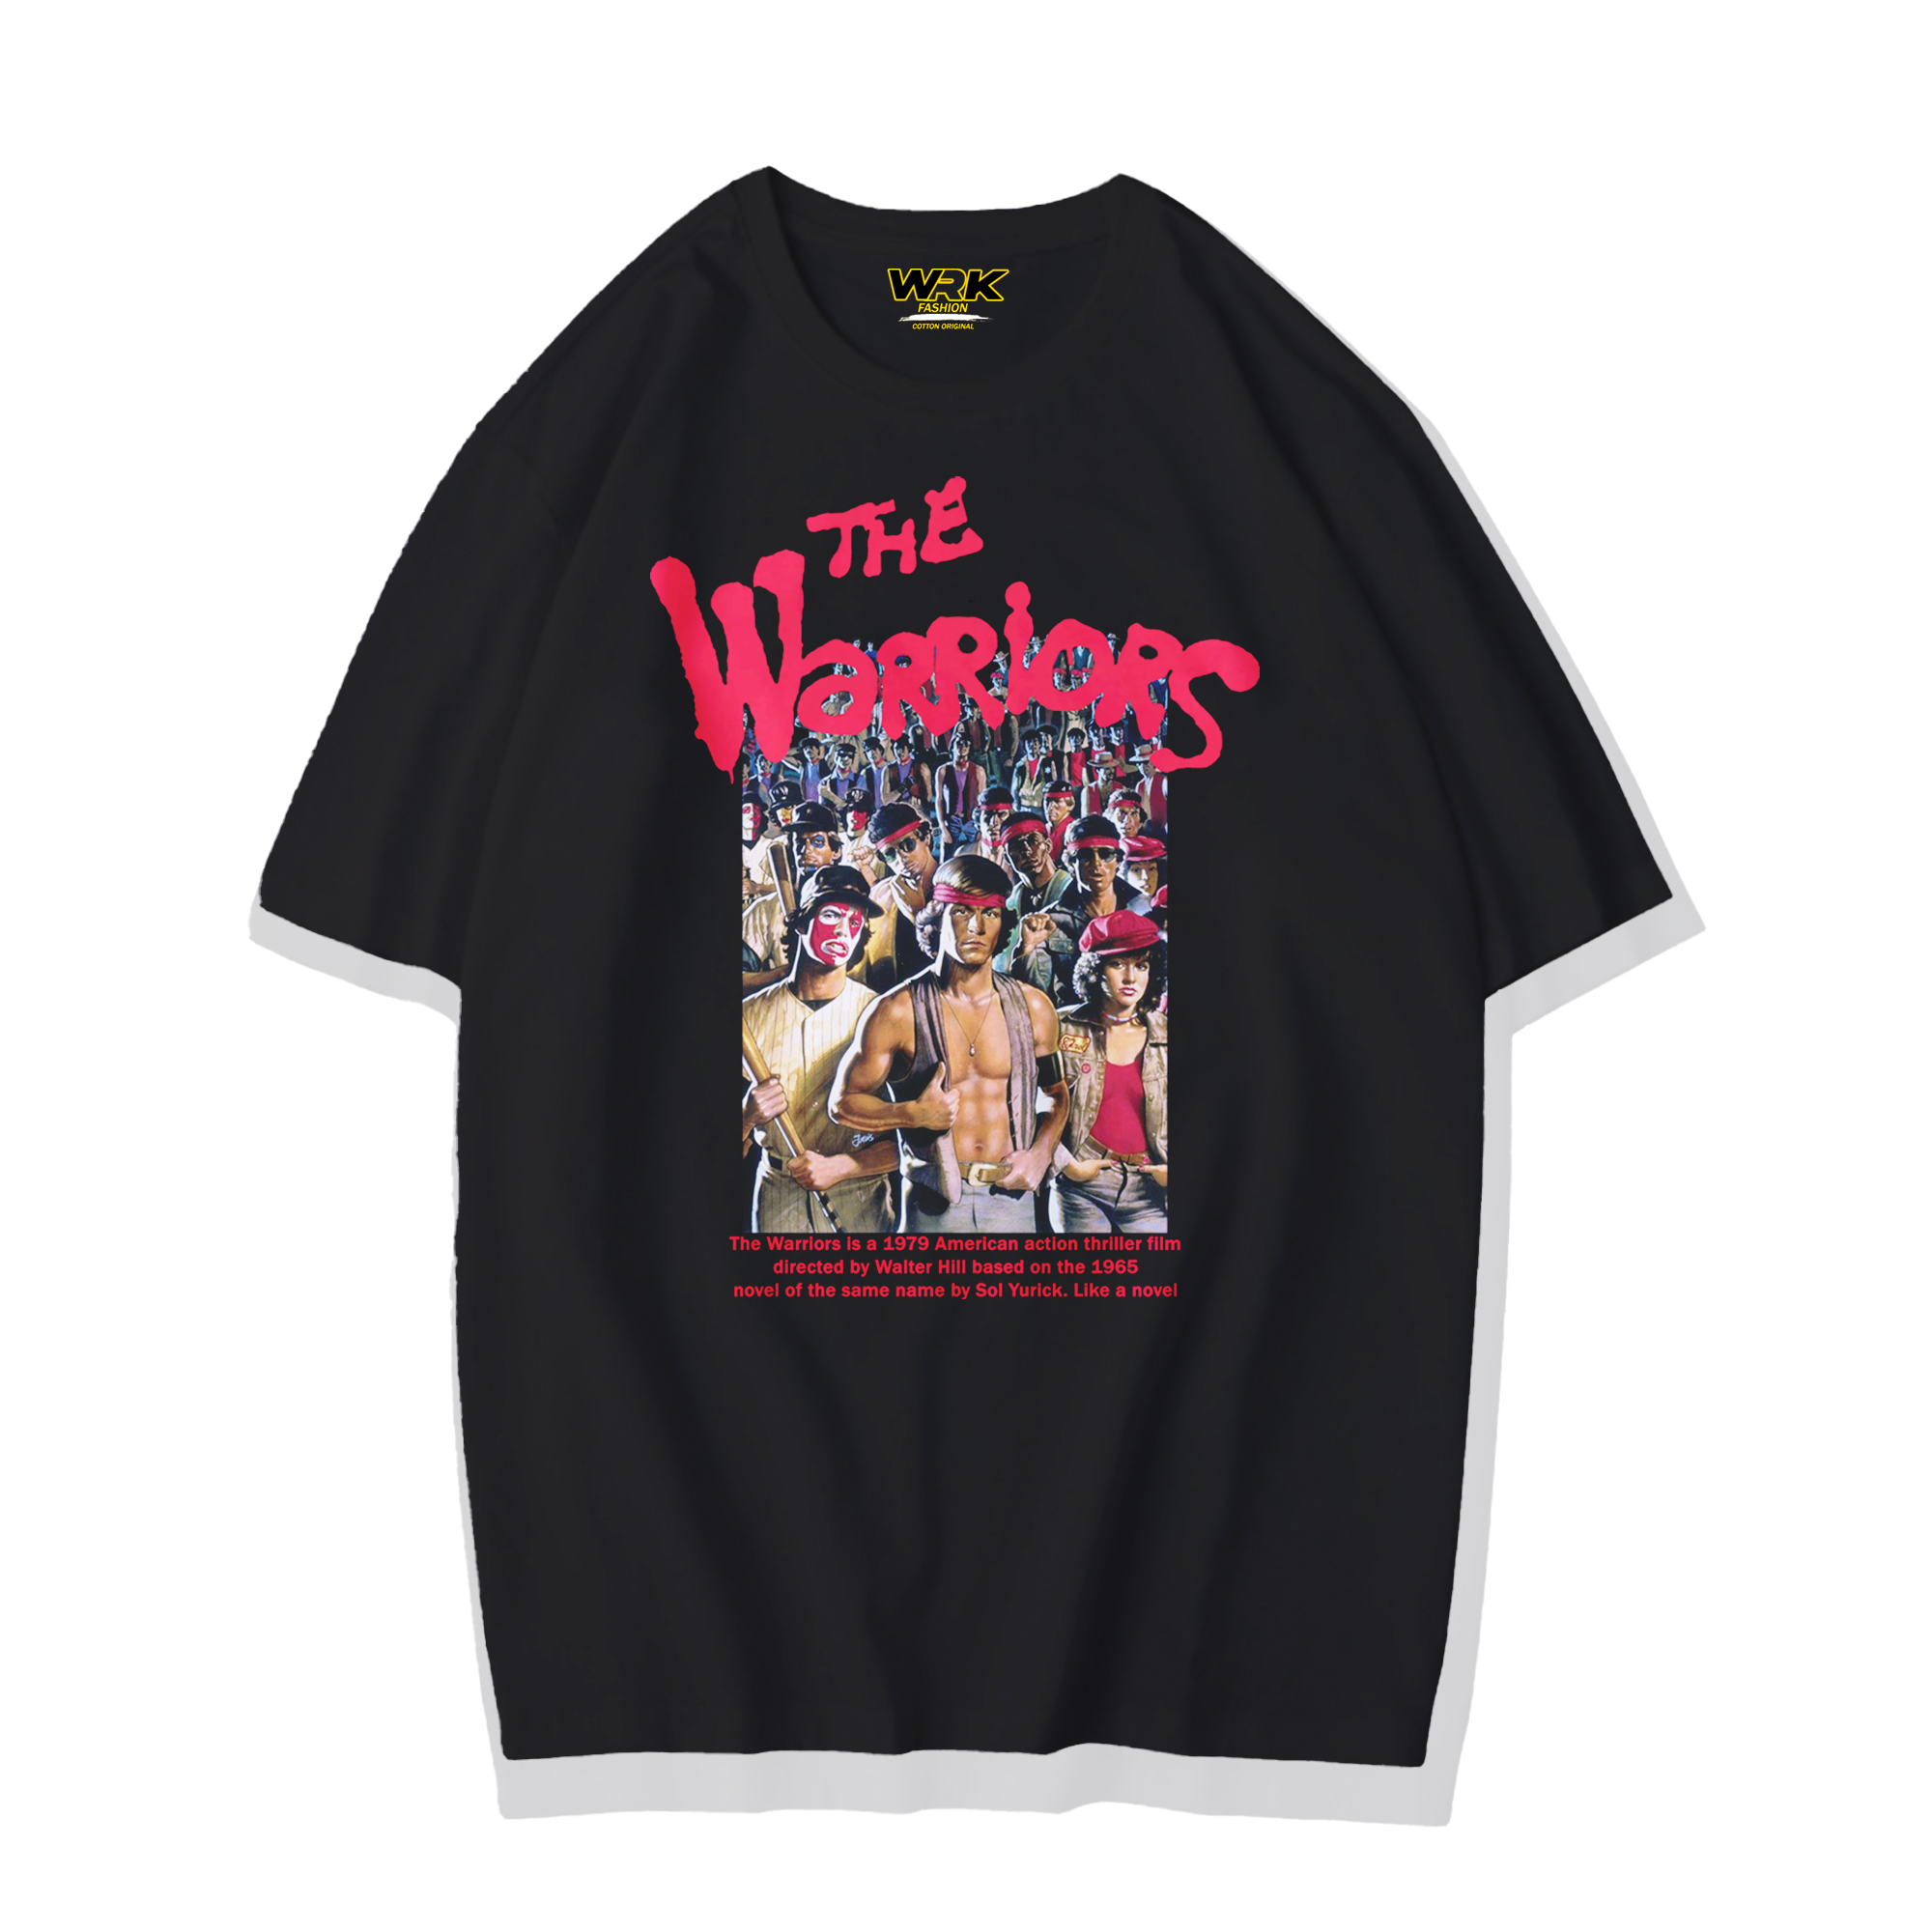 WRK
FASHION
COTTON ORIGINAL
THE
WaRRiORS
The Warriors is a 1979 American action thriller film
directed by Walter Hill based on the 1965
novel of the same name by Sol Yurick. Like a novel